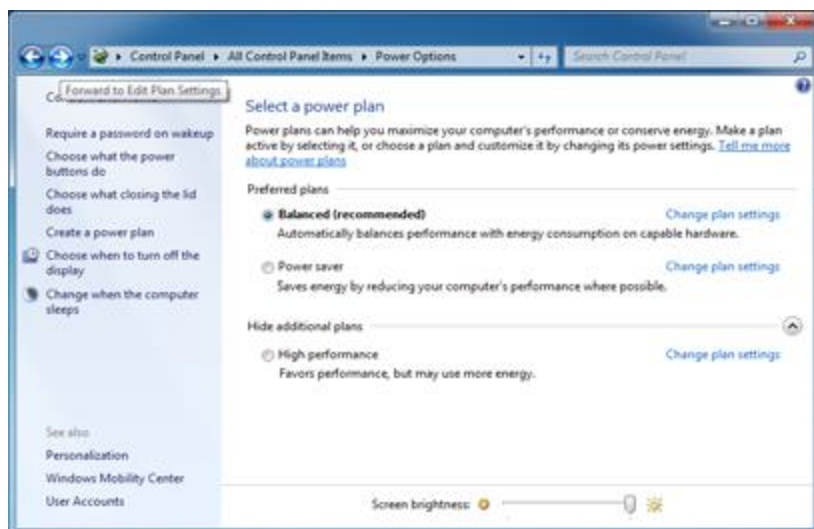 Control Panel ▸ All Control Panel Items ▸ Power Options
Search Control Panel
Forward to Edit Plan Settings
Require a password on wakeup
Choose what the power
buttons do
Choose what closing the lid
does
Create a power plan
Choose when to turn off the
display
Change when the computer
sleeps
See also
Personalization
Windows Mobility Center
User Accounts
Select a power plan
Power plans can help you maximize your computer's performance or conserve energy. Make a plan
active by selecting it, or choose a plan and customize it by changing its power settings. Tell me more
about power plans
Preferred plans
Balanced (recommended) Change plan settings
Automatically balances performance with energy consumption on capable hardware.
Power saver Change plan settings
Saves energy by reducing your computer's performance where possible.
Hide additional plans
High performance Change plan settings
Favors performance, but may use more energy.
Screen brightness: